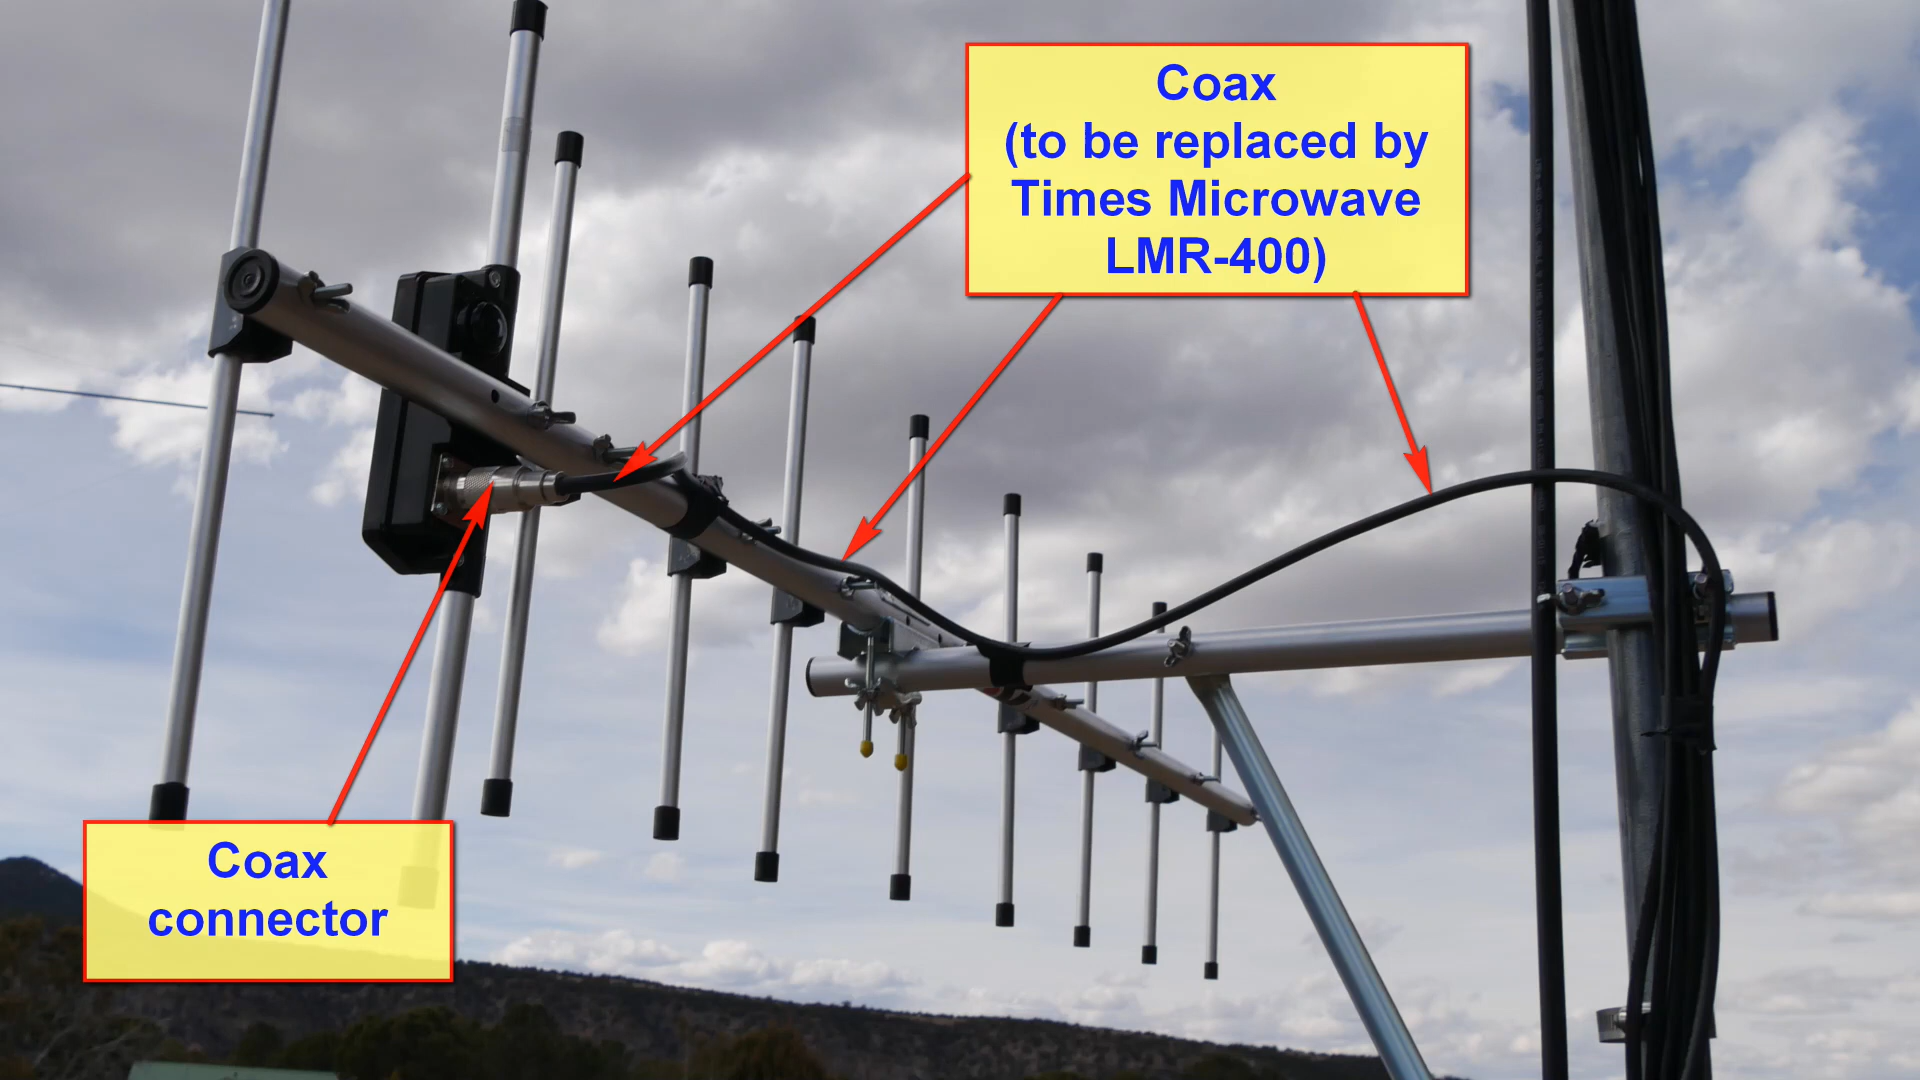 Coax
(to be replaced by
Times Microwave
LMR-400)
Coax
connector